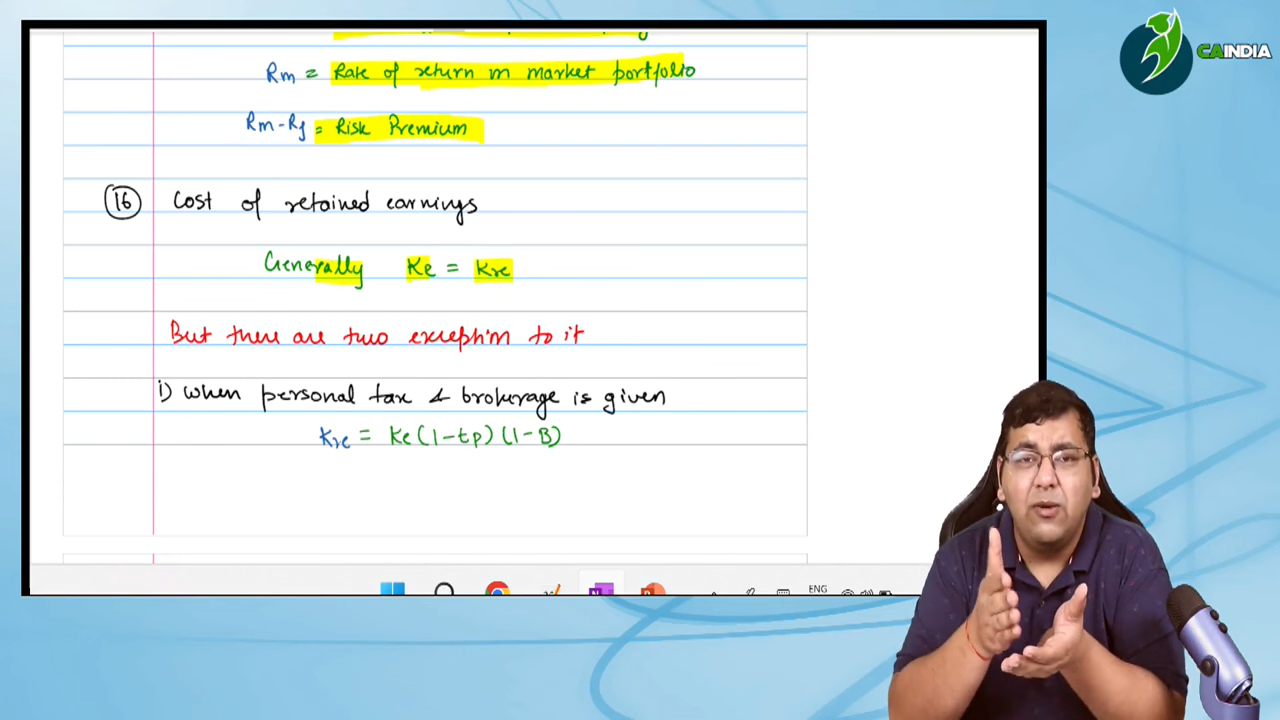 CAINDIA
Rm = Rate of return m market portfolio
Rm-Rf = Risk Premium
16 Cost of retained earnings
Generally Ke = Kre
But there are two exception to it
i) when personal tax & brokerage is given
Kre = Ke (1-tp) (1-B)
ENG